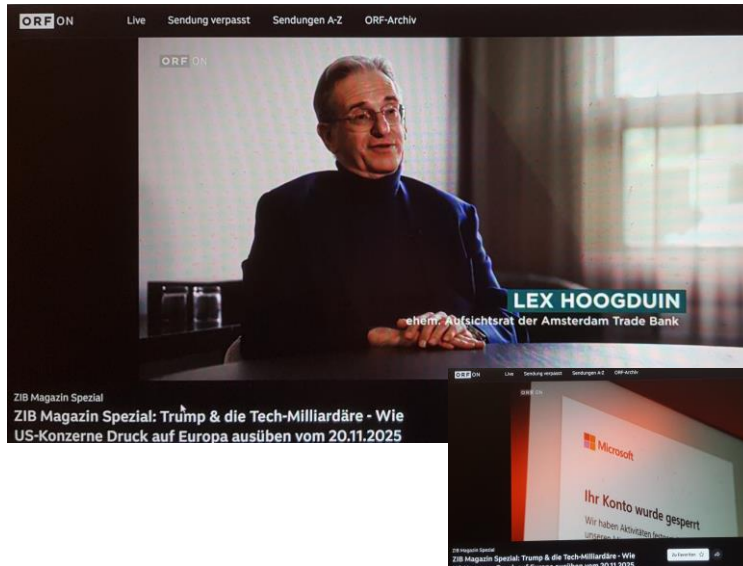 ORF ON Live Sendung verpasst Sendungen A-Z ORF-Archiv
ORF ON
LEX HOOGDUIN
ehem. Aufsichtsrat der Amsterdam Trade Bank
ZIB Magazin Spezial
ZIB Magazin Spezial: Trump & die Tech-Milliardäre - Wie
US-Konzerne Druck auf Europa ausüben vom 20.11.2025
ORF ON Live Sendung verpasst Sendungen A-Z ORF-Archiv
ORF ON
Microsoft
Ihr Konto wurde gesperrt
Wir haben Aktivitäten
ZIB Magazin Spezial
ZIB Magazin Spezial: Trump & die Tech-Milliardäre - Wie
Zu Favoriten